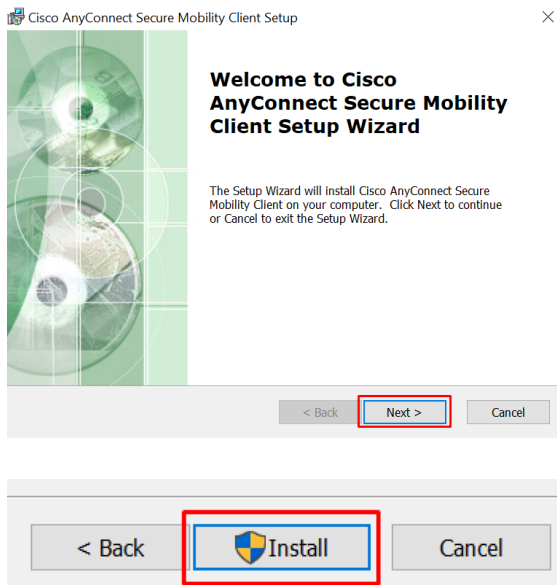 Cisco AnyConnect Secure Mobility Client Setup
Welcome to Cisco
AnyConnect Secure Mobility
Client Setup Wizard
The Setup Wizard will install Cisco AnyConnect Secure
Mobility Client on your computer. Click Next to continue
or Cancel to exit the Setup Wizard.
< Back Next > Cancel
< Back Install Cancel